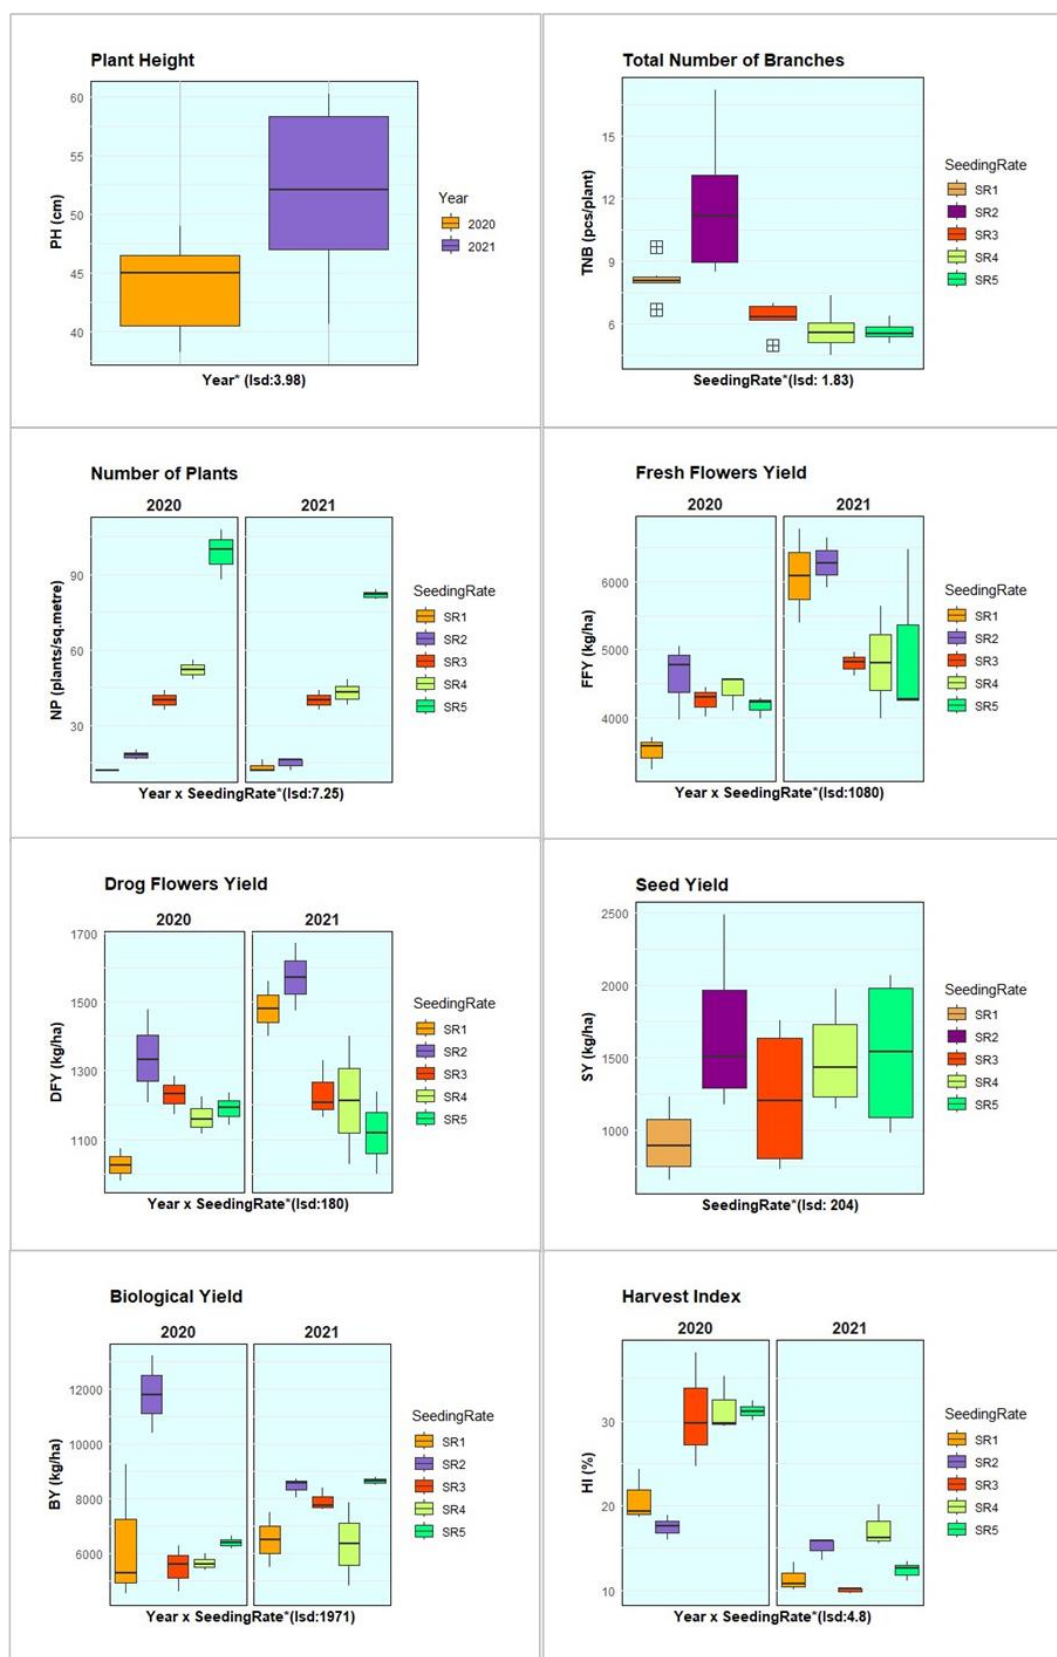 Plant Height
60
55
50
45
40
PH (cm)
Year* (lsd:3.98)
Year
2020
2021
Total Number of Branches
15
12
9
6
TNB (pcs/plant)
SeedingRate*(lsd: 1.83)
SeedingRate
SR1
SR2
SR3
SR4
SR5
Number of Plants
2020 2021
90
60
30
NP (plants/sq.metre)
Year x SeedingRate*(lsd:7.25)
SeedingRate
SR1
SR2
SR3
SR4
SR5
Fresh Flowers Yield
2020 2021
6000
5000
4000
FFY (kg/ha)
Year x SeedingRate*(lsd:1080)
SeedingRate
SR1
SR2
SR3
SR4
SR5
Drog Flowers Yield
2020 2021
1700
1500
1300
1100
DFY (kg/ha)
Year x SeedingRate*(lsd:180)
SeedingRate
SR1
SR2
SR3
SR4
SR5
Seed Yield
2500
2000
1500
1000
SY (kg/ha)
SeedingRate*(lsd: 204)
SeedingRate
SR1
SR2
SR3
SR4
SR5
Biological Yield
2020 2021
12000
10000
8000
6000
BY (kg/ha)
Year x SeedingRate*(lsd:1971)
SeedingRate
SR1
SR2
SR3
SR4
SR5
Harvest Index
2020 2021
30
20
10
HI (%)
Year x SeedingRate*(lsd:4.8)
SeedingRate
SR1
SR2
SR3
SR4
SR5